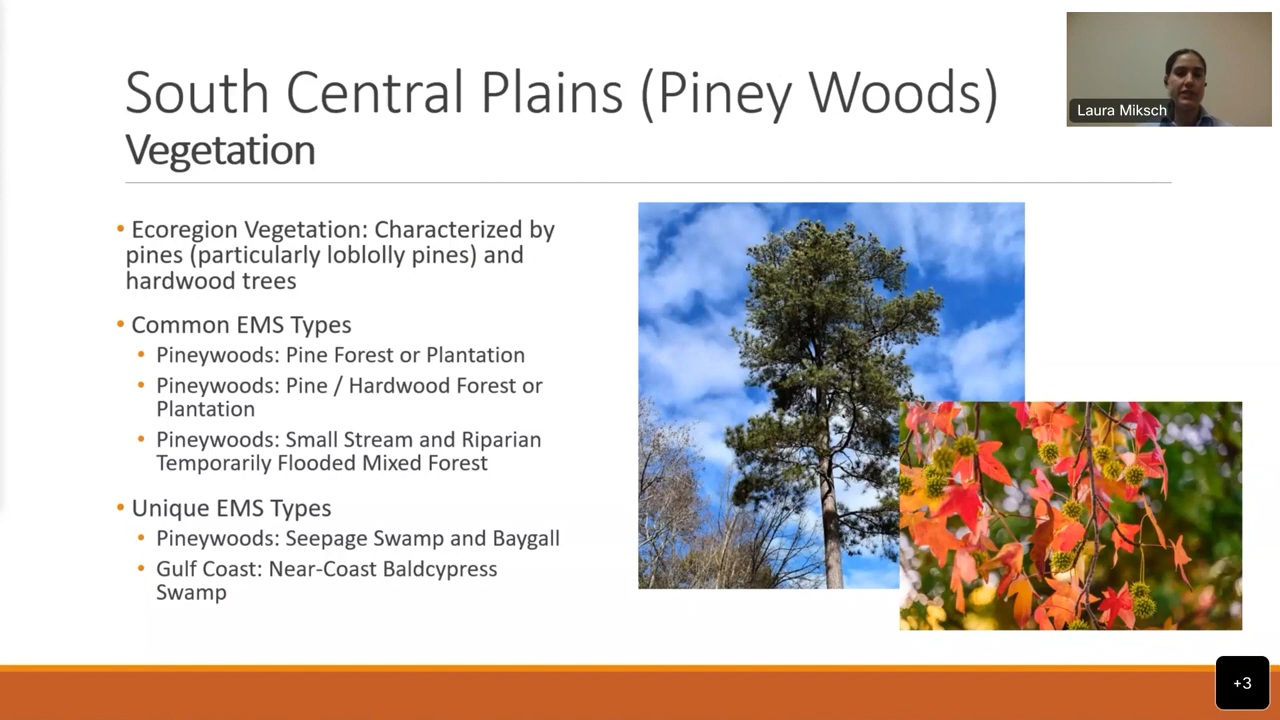 South Central Plains (Piney Woods)
Vegetation
Laura Miksch
• Ecoregion Vegetation: Characterized by
pines (particularly loblolly pines) and
hardwood trees
• Common EMS Types
• Pineywoods: Pine Forest or Plantation
• Pineywoods: Pine / Hardwood Forest or
Plantation
• Pineywoods: Small Stream and Riparian
Temporarily Flooded Mixed Forest
• Unique EMS Types
• Pineywoods: Seepage Swamp and Baygall
• Gulf Coast: Near-Coast Baldcypress
Swamp
+3